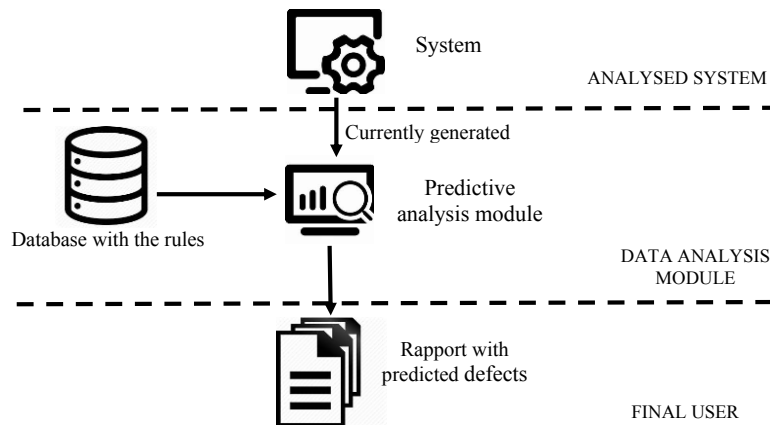 System
ANALYSED SYSTEM
Currently generated
Predictive
analysis module
Database with the rules
DATA ANALYSIS
MODULE
Rapport with
predicted defects
FINAL USER